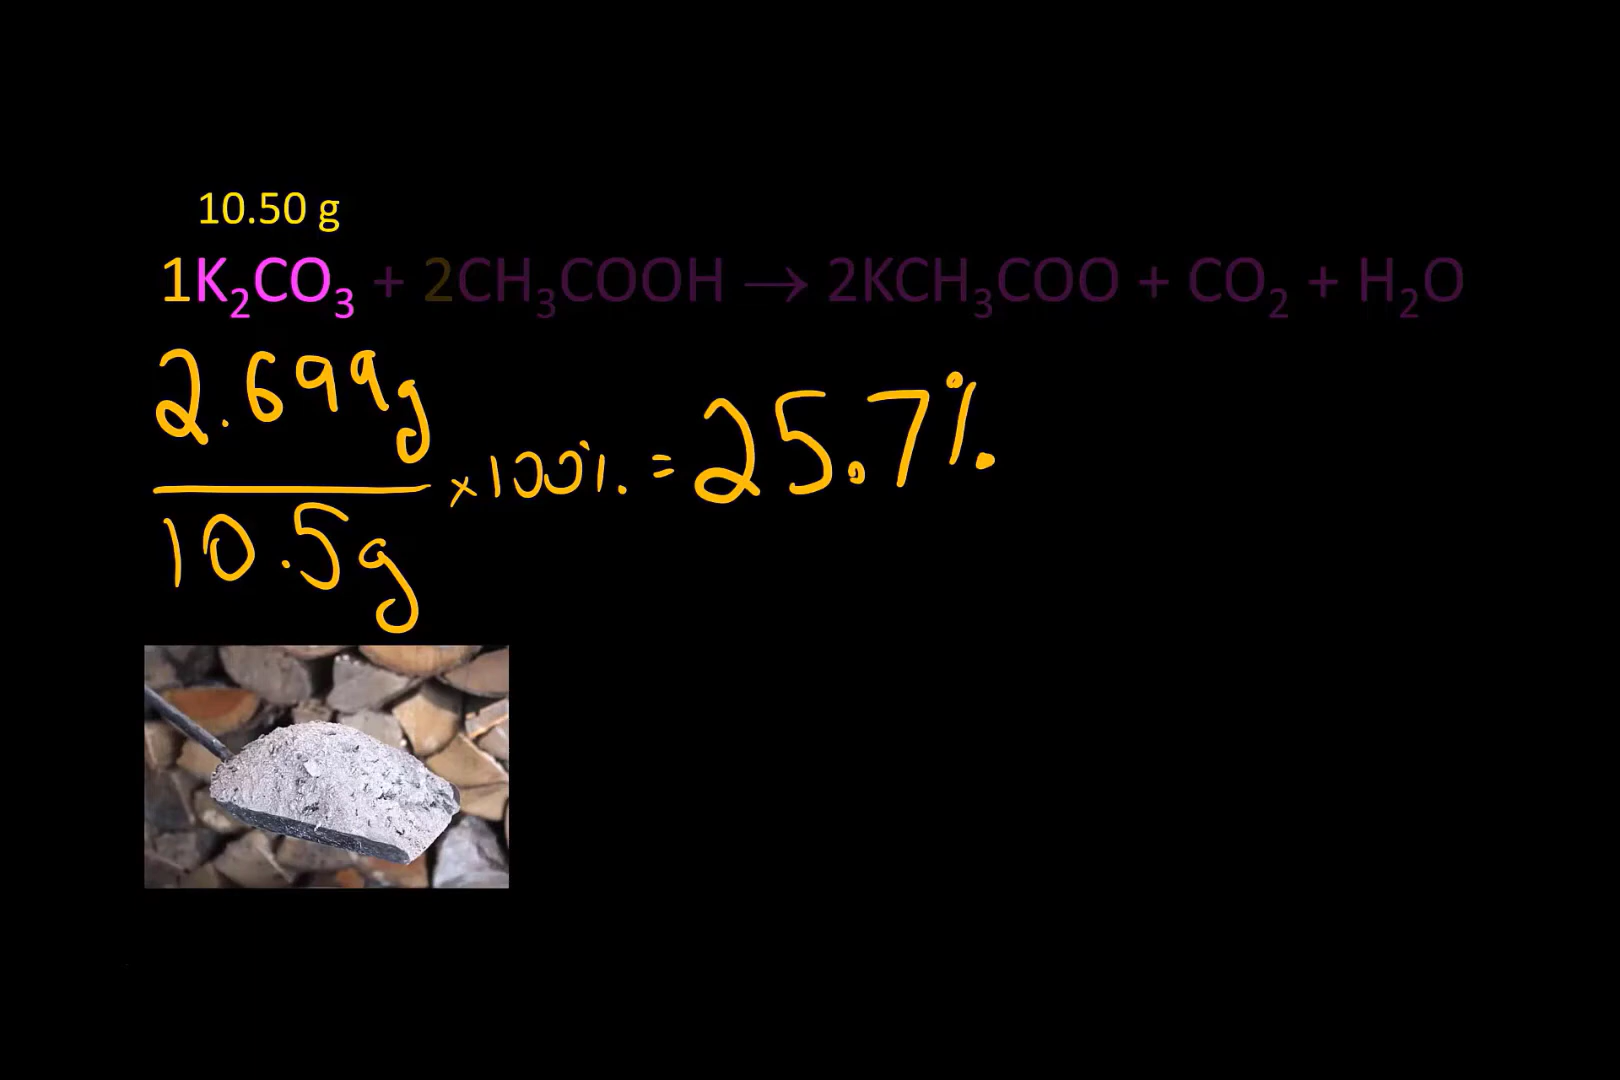 10.50 g
1K₂CO₃ + 2CH₃COOH → 2KCH₃COO + CO₂ + H₂O
2.699g
× 100% = 25.7%
10.5g